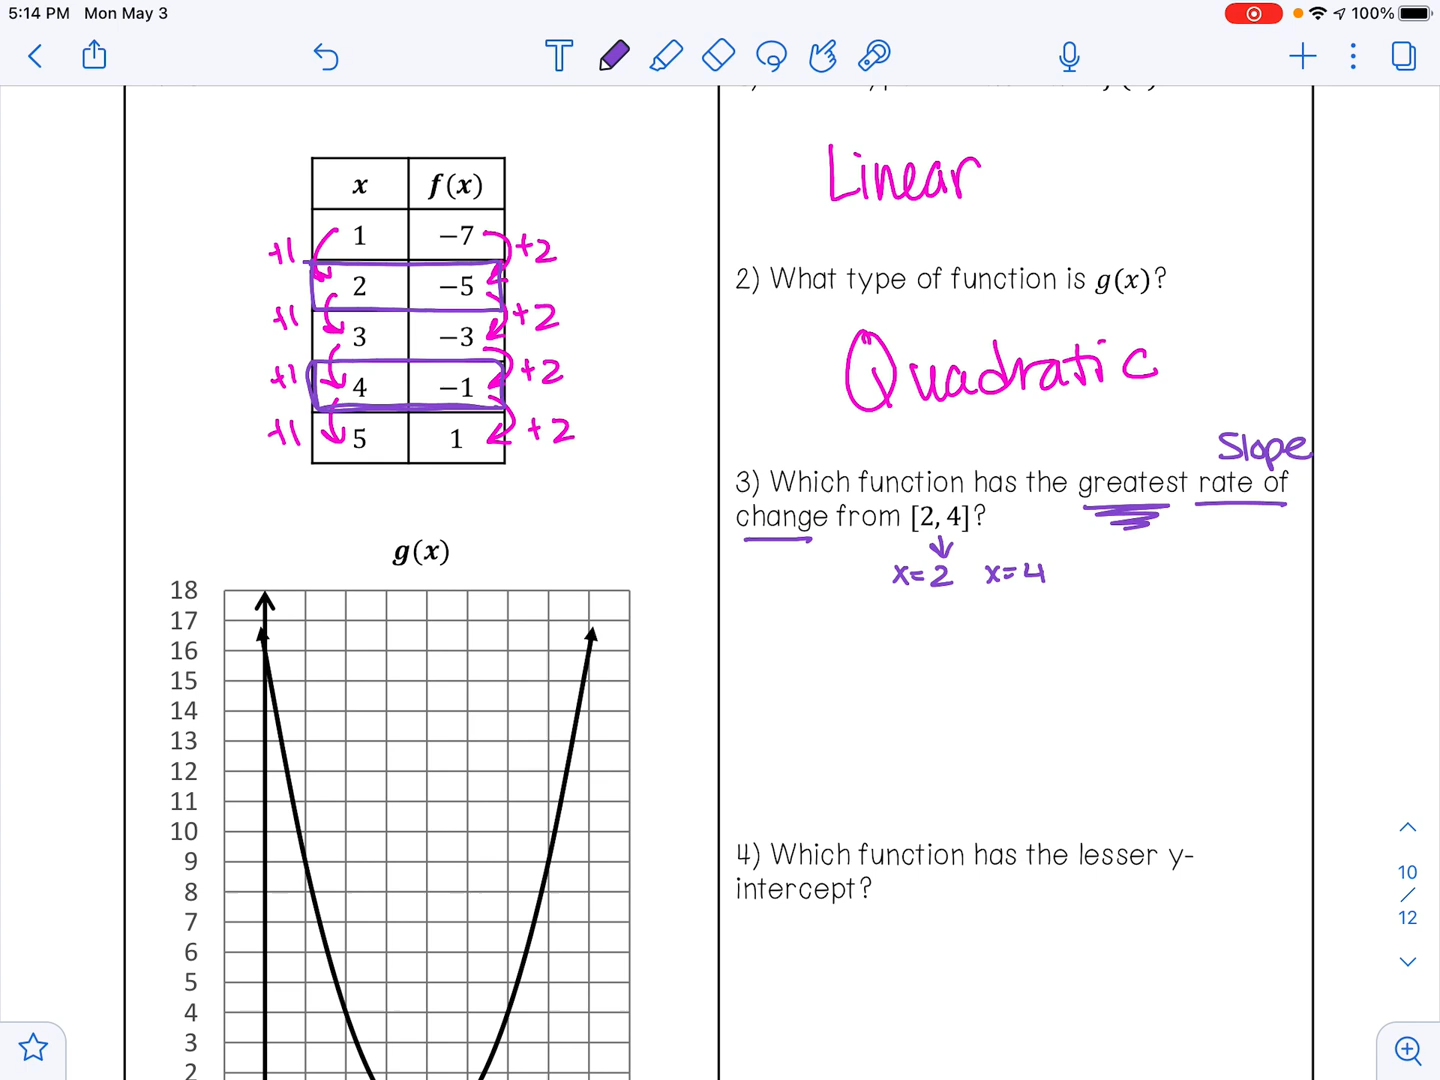 5:14 PM Mon May 3
100%
x f(x)
1 −7
2 −5
3 −3
4 −1
5 1
+1 +2
+1 +2
+1 +2
+1 +2
g(x)
18
17
16
15
14
13
12
11
10
9
8
7
6
5
4
3
2
Linear
2) What type of function is g(x)?
Quadratic
Slope
3) Which function has the greatest rate of
change from [2, 4]?
x=2 x=4
4) Which function has the lesser y-
intercept?
10
/
12